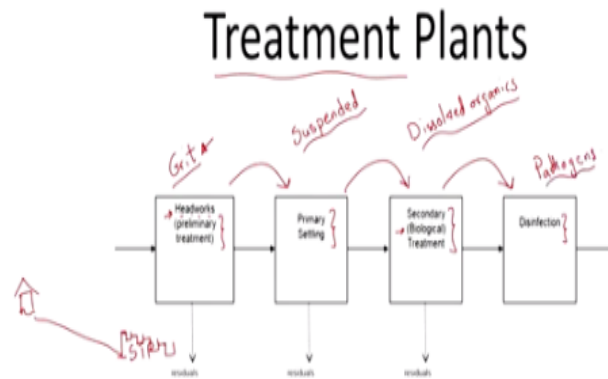 Treatment Plants
Grit
Suspended
Dissolved organics
Pathogens
Headworks
(preliminary
treatment)
Primary
Settling
Secondary
(Biological)
Treatment
Disinfection
residuals
residuals
residuals